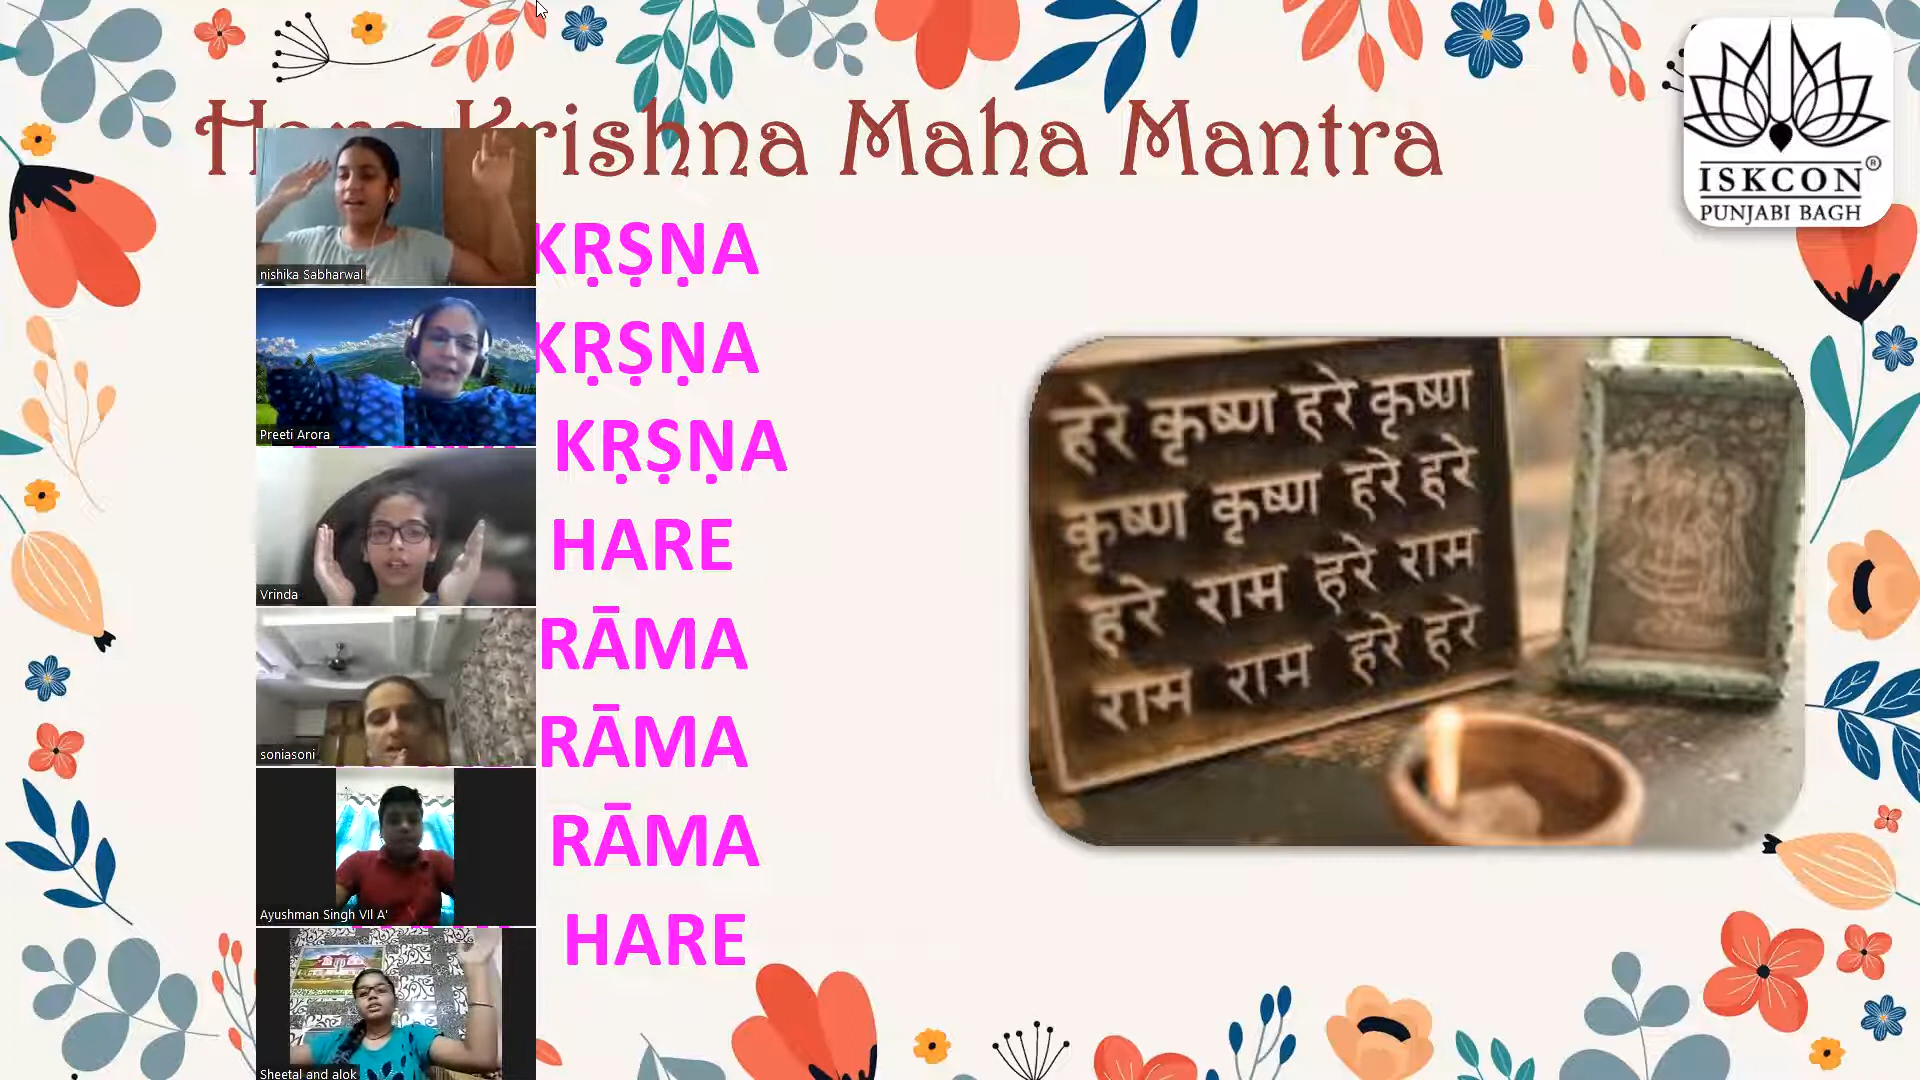 Krishna Maha Mantra
ISKCON®
PUNJABI BAGH
nishika Sabharwal
Preeti Arora
Vrinda
soniasoni
Ayushman Singh VII A'
Sheetal and alok
KṚṢṆA
KṚṢṆA
KṚṢṆA
HARE
RĀMA
RĀMA
RĀMA
HARE
हरे कृष्ण हरे कृष्ण
कृष्ण कृष्ण हरे हरे
हरे राम हरे राम
राम राम हरे हरे